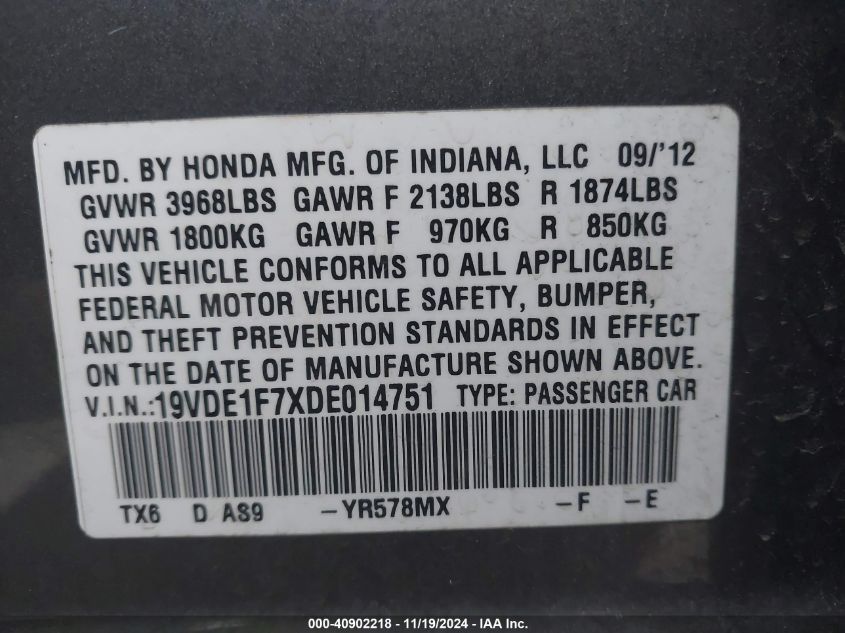 MFD. BY HONDA MFG. OF INDIANA, LLC 09/'12
GVWR 3968LBS GAWR F 2138LBS R 1874LBS
GVWR 1800KG GAWR F 970KG R 850KG
THIS VEHICLE CONFORMS TO ALL APPLICABLE
FEDERAL MOTOR VEHICLE SAFETY, BUMPER,
AND THEFT PREVENTION STANDARDS IN EFFECT
ON THE DATE OF MANUFACTURE SHOWN ABOVE.
V.I.N.:19VDE1F7XDE014751 TYPE: PASSENGER CAR
TX6 D AS9 -YR578MX -F -E
000-40902218 - 11/19/2024 - IAA Inc.